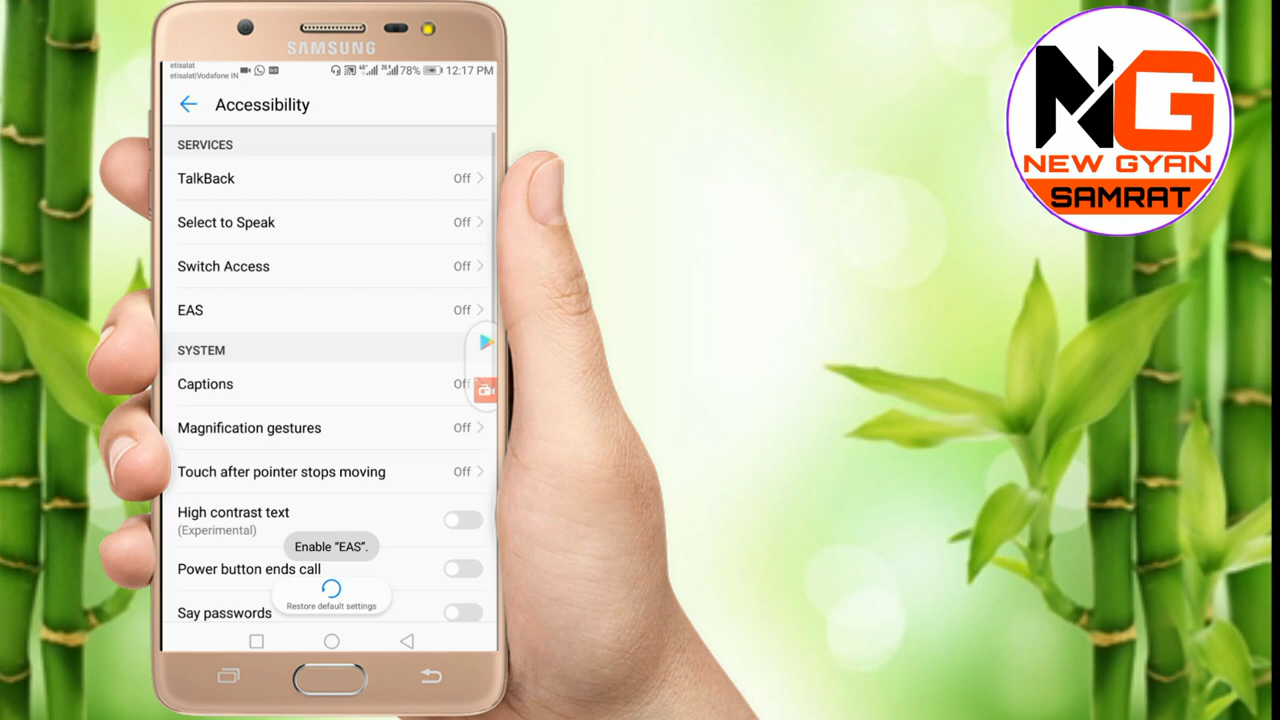 SAMSUNG
etisalat
etisalat|Vodafone IN
78% 12:17 PM
Accessibility
SERVICES
TalkBack Off
Select to Speak Off
Switch Access Off
EAS Off
SYSTEM
Captions Off
Magnification gestures Off
Touch after pointer stops moving Off
High contrast text
(Experimental)
Enable “EAS”.
Power button ends call
Restore default settings
Say passwords
NG
NEW GYAN
SAMRAT